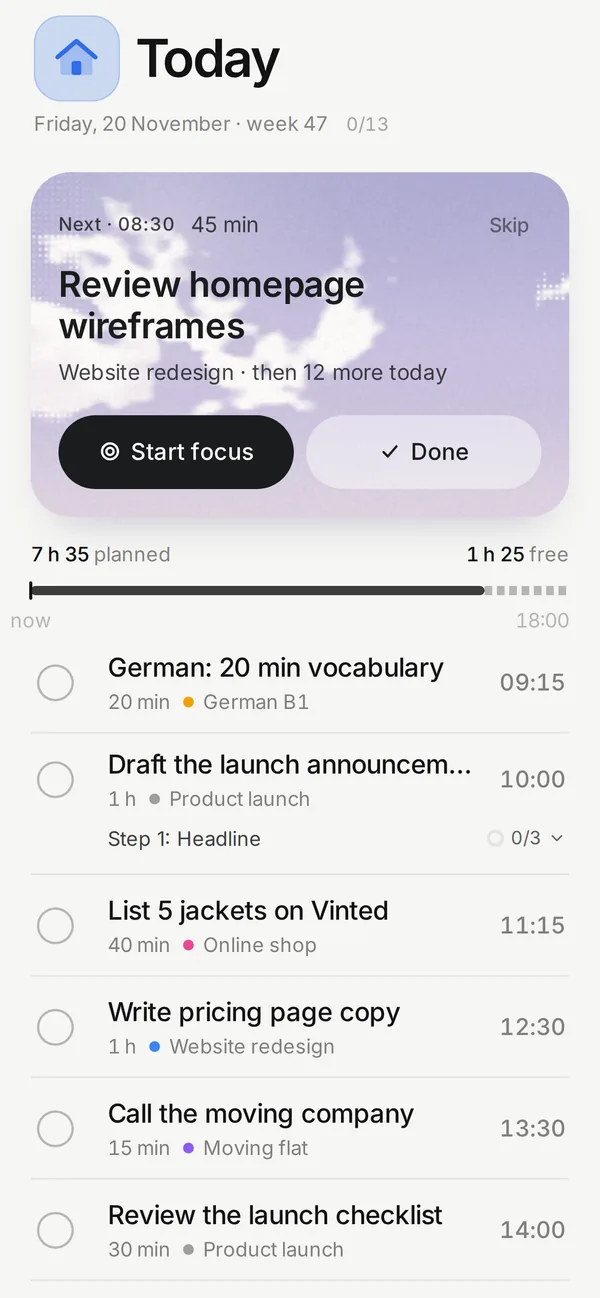 Today
Friday, 20 November · week 47 0/13
Next · 08:30 45 min Skip
Review homepage
wireframes
Website redesign · then 12 more today
Start focus Done
7 h 35 planned 1 h 25 free
now 18:00
German: 20 min vocabulary 09:15
20 min German B1
Draft the launch announcem... 10:00
1 h Product launch
Step 1: Headline 0/3
List 5 jackets on Vinted 11:15
40 min Online shop
Write pricing page copy 12:30
1 h Website redesign
Call the moving company 13:30
15 min Moving flat
Review the launch checklist 14:00
30 min Product launch